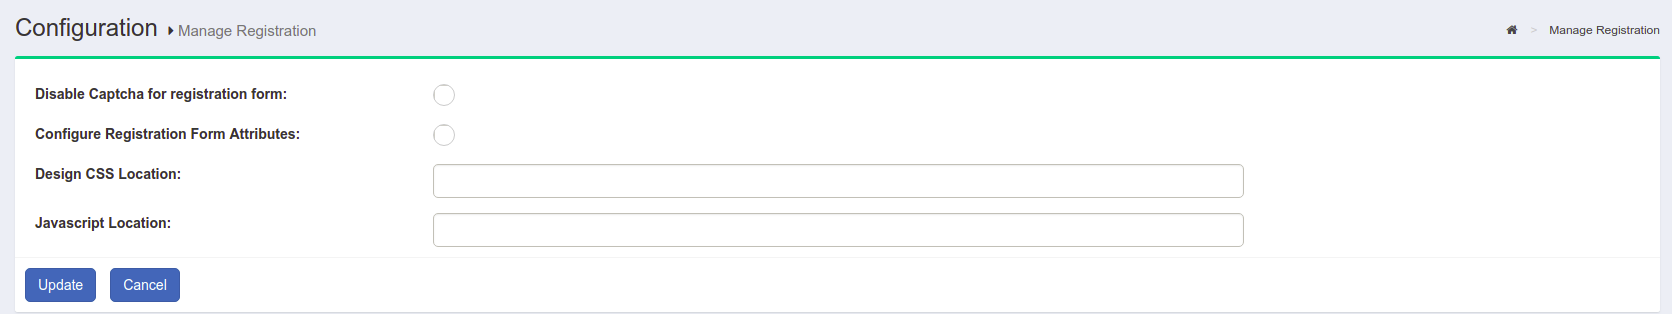 Configuration Manage Registration
> Manage Registration
Disable Captcha for registration form:
Configure Registration Form Attributes:
Design CSS Location:
Javascript Location:
Update Cancel